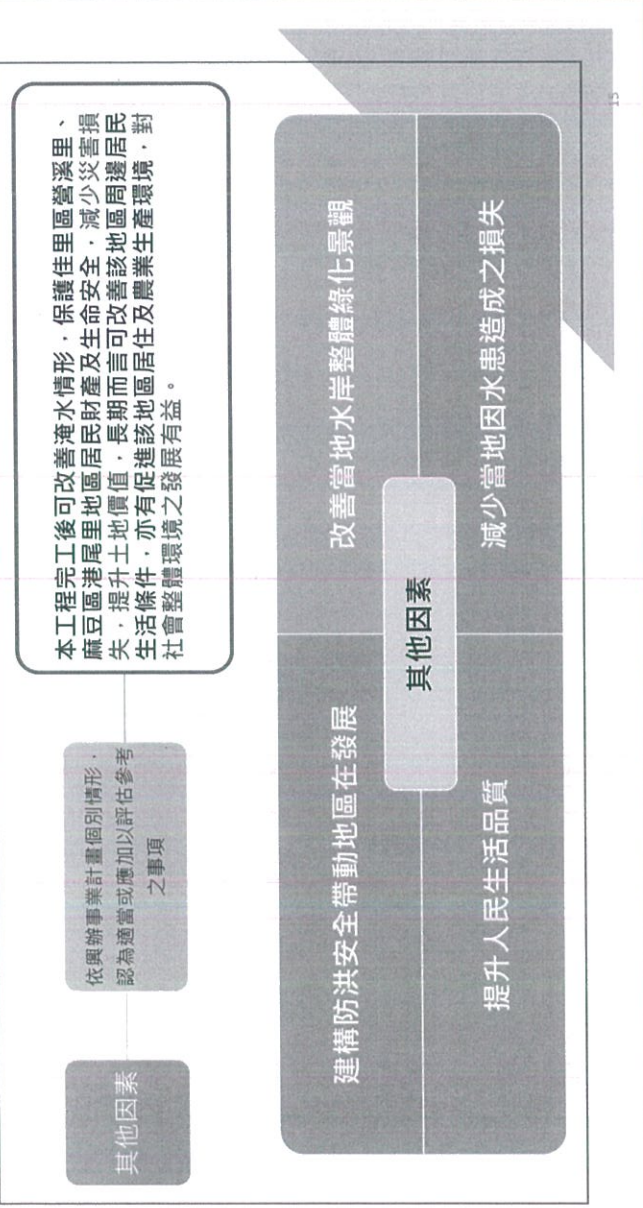 其他因素
依興辦事業計畫個別情形，
認為適當或應加以評估參考
之事項
本工程完工後可改善淹水情形，保護佳里區營溪里、
麻豆區港尾里地區居民財產及生命安全，減少災害損
失，提升土地價值，長期而言可改善該地區周邊居民
生活條件，亦有促進該地區居住及農業生產環境，對
社會整體環境之發展有益。
建構防洪安全帶動地區在發展
改善當地水岸整體綠化景觀
其他因素
提升人民生活品質
減少當地因水患造成之損失
15